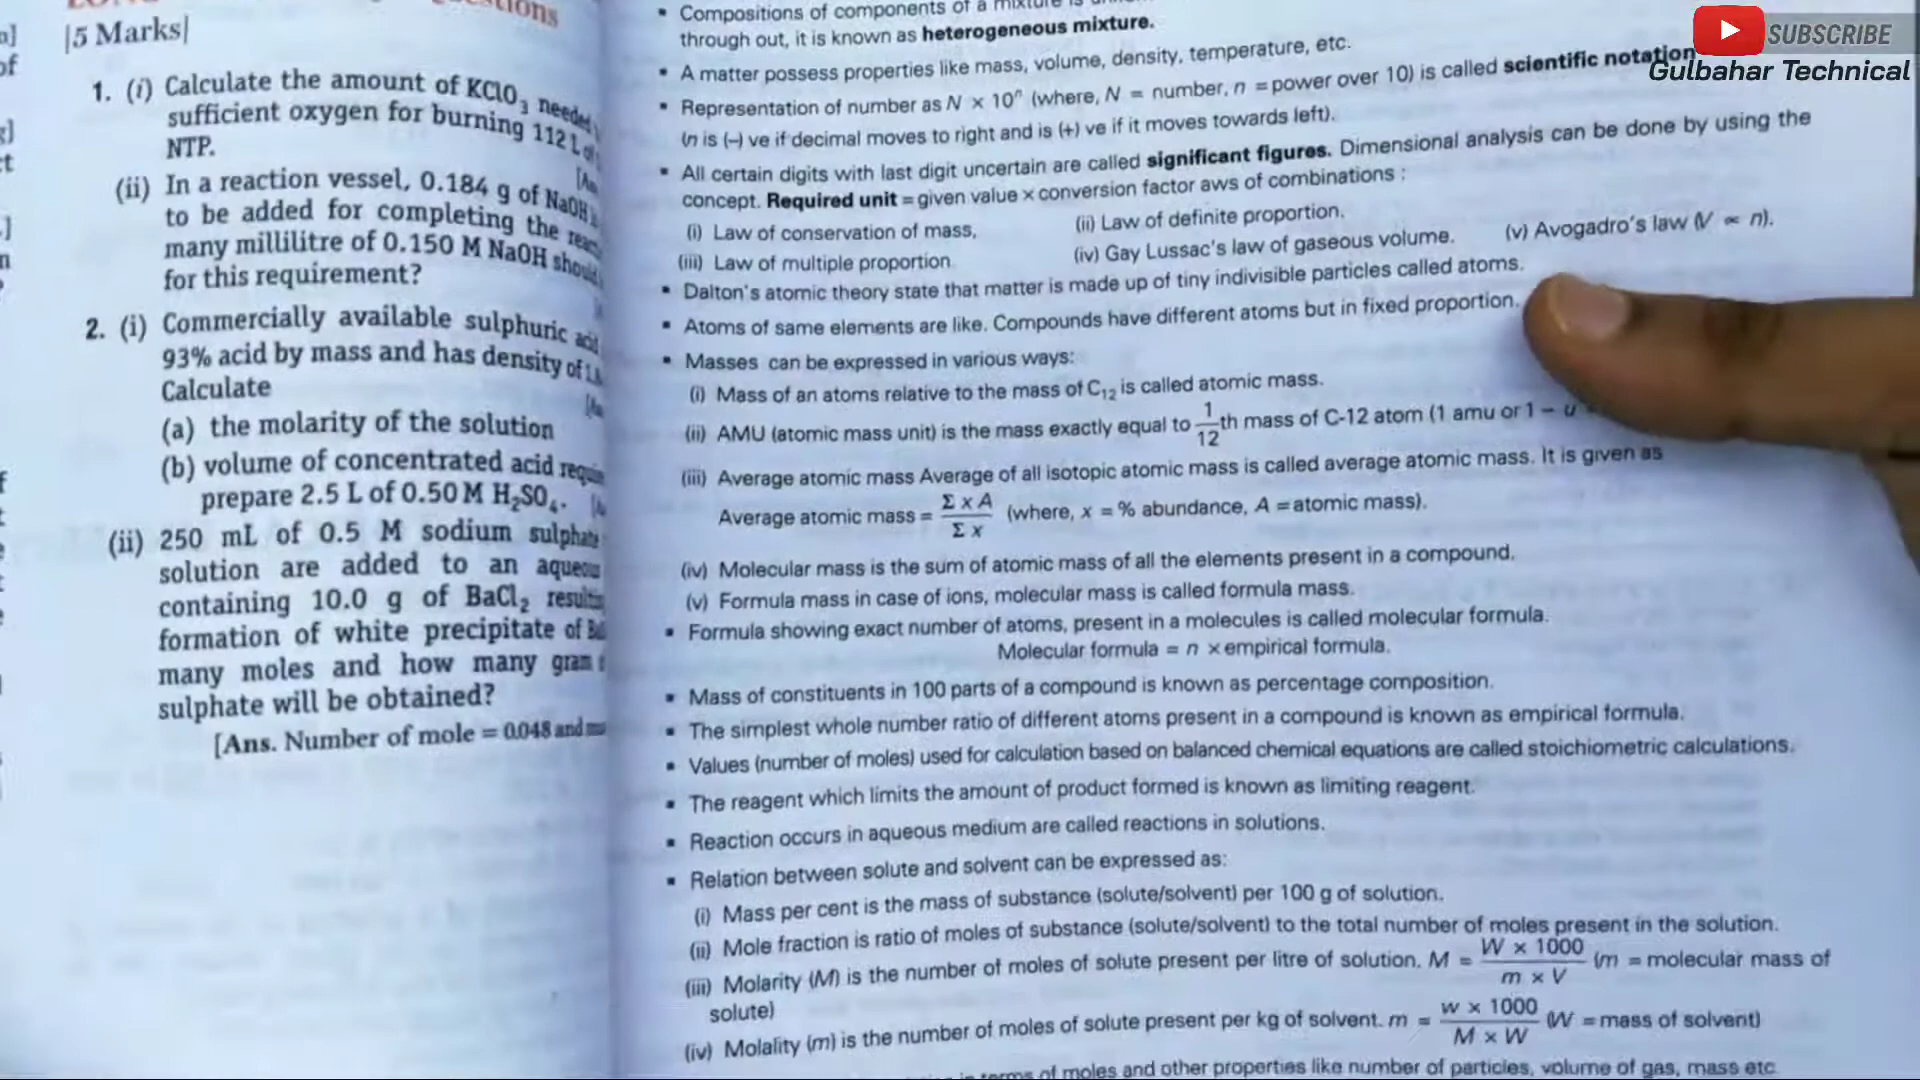 |5 Marks|
1. (i) Calculate the amount of KClO₃ needed
sufficient oxygen for burning 112 L of
NTP.
(ii) In a reaction vessel, 0.184 g of NaOH is
to be added for completing the
many millilitre of 0.150 M NaOH should
for this requirement?
2. (i) Commercially available sulphuric acid
93% acid by mass and has density of
Calculate
(a) the molarity of the solution
(b) volume of concentrated acid
prepare 2.5 L of 0.50 M H₂SO₄.
(ii) 250 mL of 0.5 M sodium sulphate
solution are added to an aqueous
containing 10.0 g of BaCl₂
formation of white precipitate of
many moles and how many gram
sulphate will be obtained?
[Ans. Number of mole = 0.048 and
▪ Compositions of components of a mixture is
through out, it is known as heterogeneous mixture.
▪ A matter possess properties like mass, volume, density, temperature, etc.
▪ Representation of number as N × 10ⁿ (where, N = number, n = power over 10) is called scientific notation
(n is (–) ve if decimal moves to right and is (+) ve if it moves towards left).
▪ All certain digits with last digit uncertain are called significant figures. Dimensional analysis can be done by using the
concept. Required unit = given value × conversion factor aws of combinations :
(i) Law of conservation of mass, (ii) Law of definite proportion.
(iii) Law of multiple proportion (iv) Gay Lussac's law of gaseous volume. (v) Avogadro's law (V ∝ n).
▪ Dalton's atomic theory state that matter is made up of tiny indivisible particles called atoms.
▪ Atoms of same elements are like. Compounds have different atoms but in fixed proportion.
▪ Masses can be expressed in various ways:
(i) Mass of an atoms relative to the mass of C₁₂ is called atomic mass.
(ii) AMU (atomic mass unit) is the mass exactly equal to 1/12 th mass of C-12 atom (1 amu or 1 – u =
(iii) Average atomic mass Average of all isotopic atomic mass is called average atomic mass. It is given as
Average atomic mass = Σ x A / Σ x (where, x = % abundance, A = atomic mass).
(iv) Molecular mass is the sum of atomic mass of all the elements present in a compound.
(v) Formula mass in case of ions, molecular mass is called formula mass.
▪ Formula showing exact number of atoms, present in a molecules is called molecular formula.
Molecular formula = n × empirical formula.
▪ Mass of constituents in 100 parts of a compound is known as percentage composition.
▪ The simplest whole number ratio of different atoms present in a compound is known as empirical formula.
▪ Values (number of moles) used for calculation based on balanced chemical equations are called stoichiometric calculations.
▪ The reagent which limits the amount of product formed is known as limiting reagent.
▪ Reaction occurs in aqueous medium are called reactions in solutions.
▪ Relation between solute and solvent can be expressed as:
(i) Mass per cent is the mass of substance (solute/solvent) per 100 g of solution.
(ii) Mole fraction is ratio of moles of substance (solute/solvent) to the total number of moles present in the solution.
(iii) Molarity (M) is the number of moles of solute present per litre of solution. M = W × 1000 / m × V (m = molecular mass of
solute)
(iv) Molality (m) is the number of moles of solute present per kg of solvent. m = w × 1000 / M × W (W = mass of solvent)
of moles and other properties like number of particles, volume of gas, mass etc
SUBSCRIBE
Gulbahar Technical